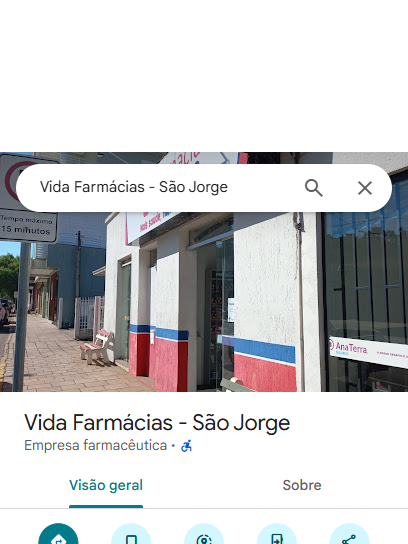 Vida Farmácias - São Jorge
Tempo máximo
15 minutos
AnaTerra
Vida Farmácias - São Jorge
Empresa farmacêutica ·
Visão geral
Sobre